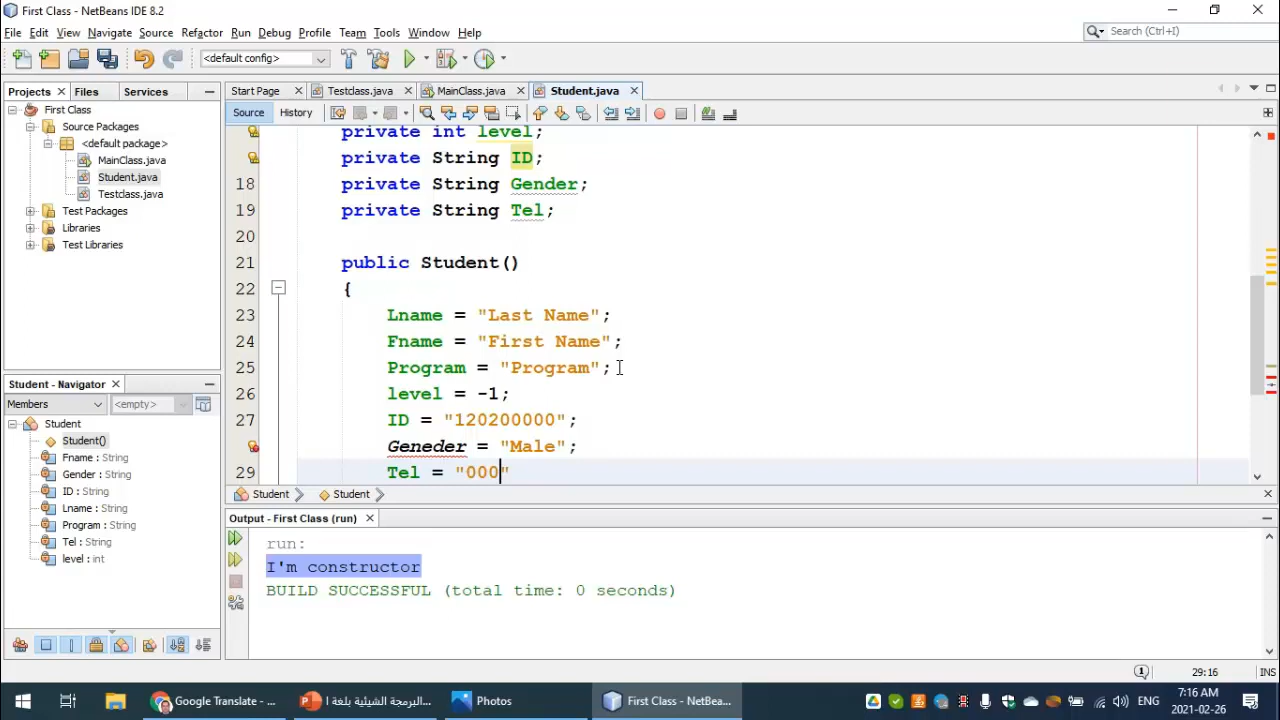 First Class - NetBeans IDE 8.2
File Edit View Navigate Source Refactor Run Debug Profile Team Tools Window Help
Search (Ctrl+I)
<default config>
Projects Files Services
Start Page Testclass.java MainClass.java Student.java
Source History
First Class
Source Packages
<default package>
MainClass.java
Student.java
Testclass.java
Test Packages
Libraries
Test Libraries
private int level;
private String ID;
18 private String Gender;
19 private String Tel;
20
21 public Student()
22 {
23 Lname = "Last Name";
24 Fname = "First Name";
25 Program = "Program";
26 level = -1;
27 ID = "120200000";
Geneder = "Male";
29 Tel = "000"
Student Student
Student - Navigator
Members <empty>
Student
Student()
Fname : String
Gender : String
ID : String
Lname : String
Program : String
Tel : String
level : int
Output - First Class (run)
run:
I'm constructor
BUILD SUCCESSFUL (total time: 0 seconds)
29:16 INS
Google Translate - ...
البرمجة الشيئية بلغة ا...
Photos
First Class - NetBea...
ENG
7:16 AM
2021-02-26